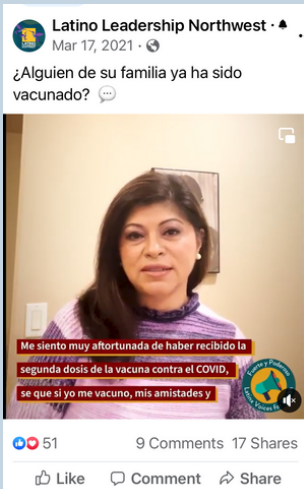 Latino Leadership Northwest ·
Mar 17, 2021 ·
¿Alguien de su familia ya ha sido
vacunado? 💬
Me siento muy aftortunada de haber recibido la
segunda dosis de la vacuna contra el COVID,
se que si yo me vacuno, mis amistades y
Fuerte y
51 9 Comments 17 Shares
Like Comment Share